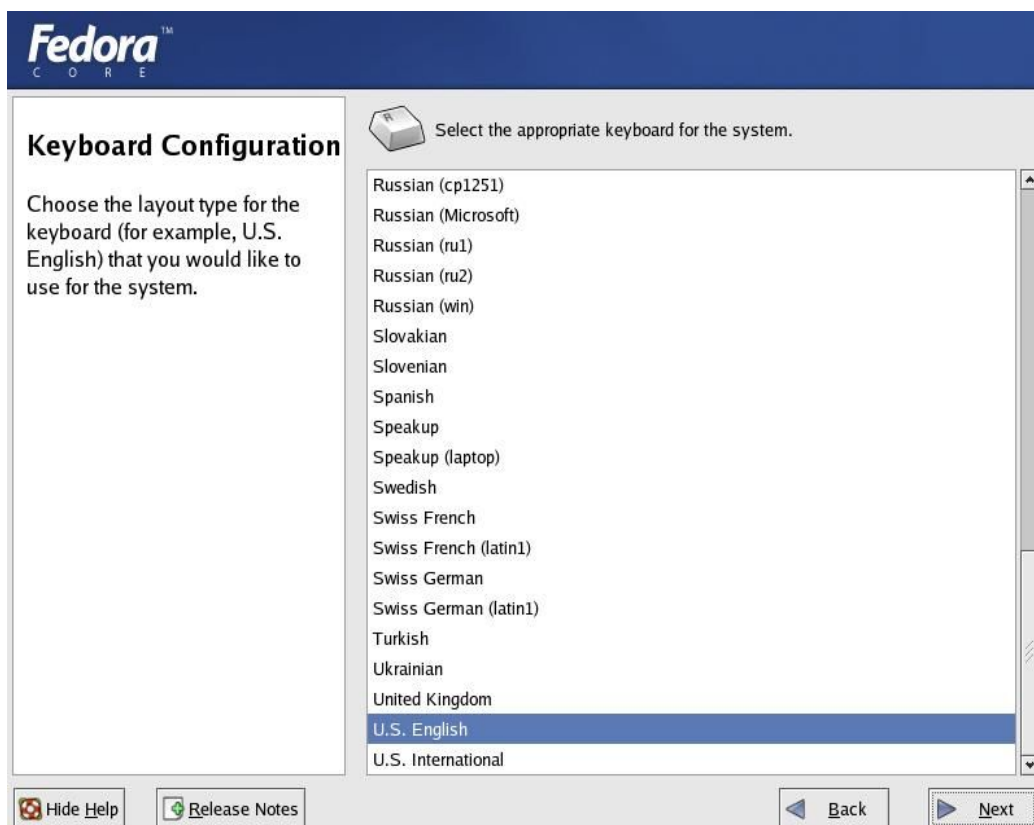 Fedora™
CORE
Keyboard Configuration
Choose the layout type for the
keyboard (for example, U.S.
English) that you would like to
use for the system.
R
Select the appropriate keyboard for the system.
Russian (cp1251)
Russian (Microsoft)
Russian (ru1)
Russian (ru2)
Russian (win)
Slovakian
Slovenian
Spanish
Speakup
Speakup (laptop)
Swedish
Swiss French
Swiss French (latin1)
Swiss German
Swiss German (latin1)
Turkish
Ukrainian
United Kingdom
U.S. English
U.S. International
Hide Help
Release Notes
Back
Next